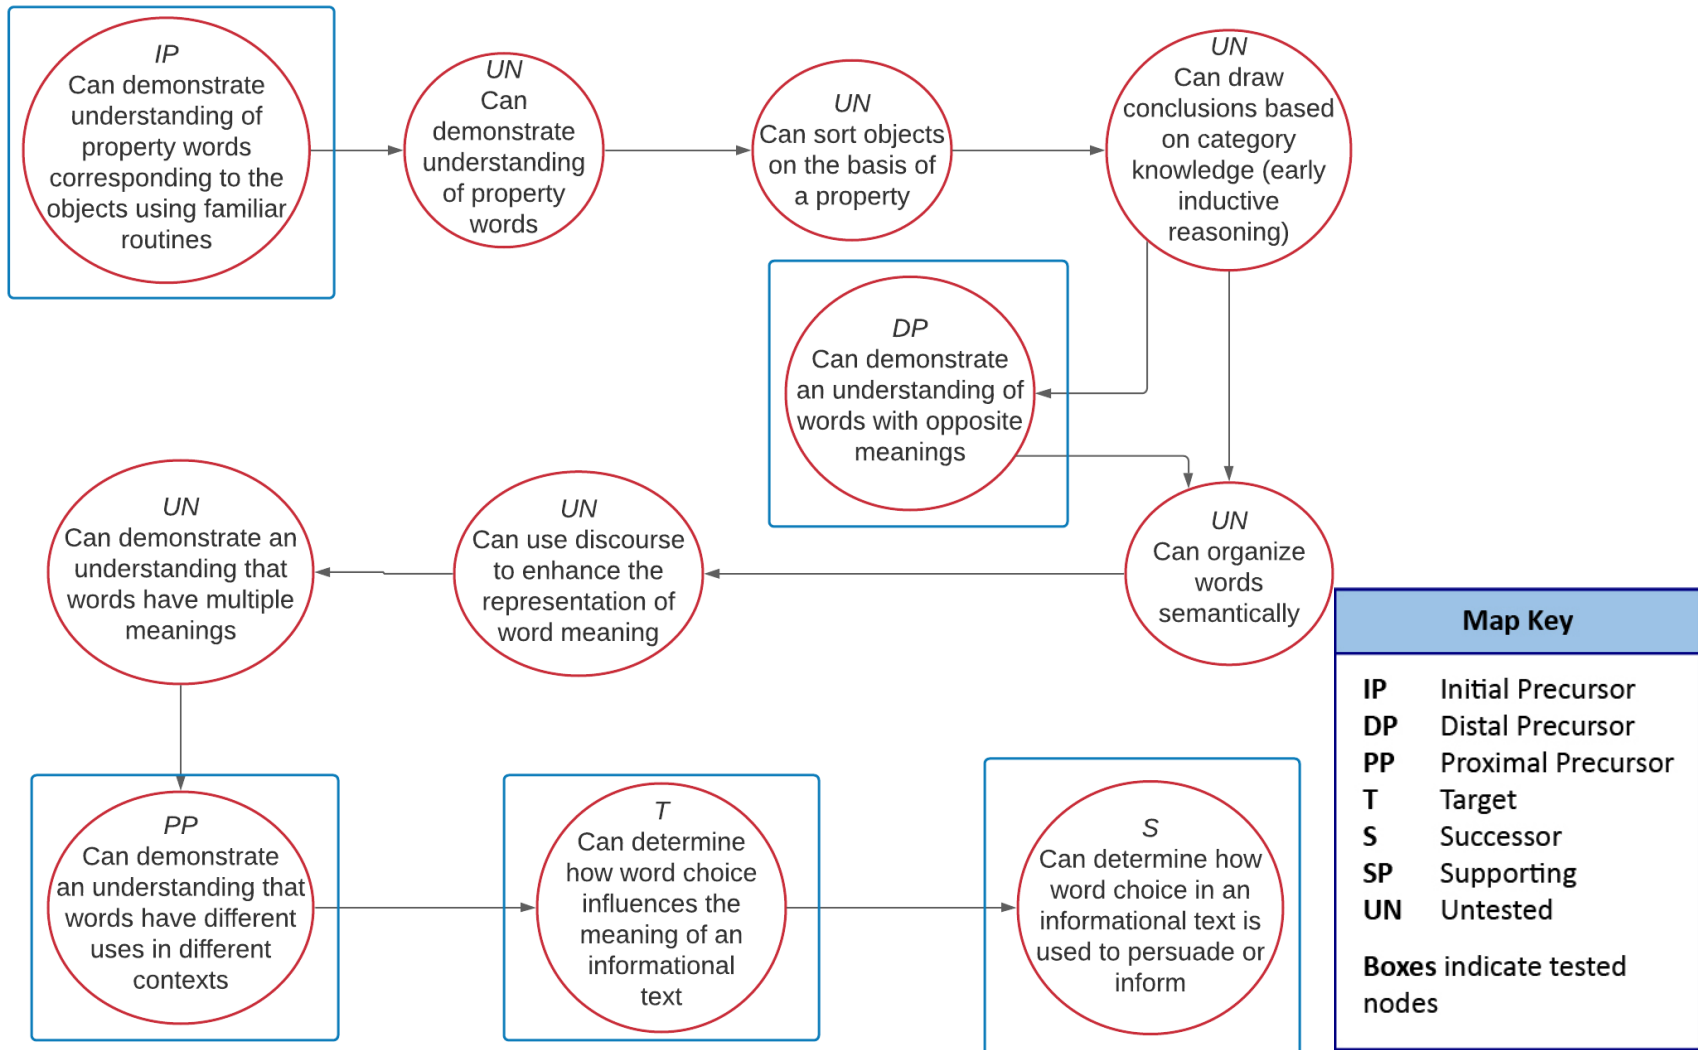 IP
Can demonstrate
understanding of
property words
corresponding to the
objects using familiar
routines
UN
Can
demonstrate
understanding
of property
words
UN
Can sort objects
on the basis of
a property
UN
Can draw
conclusions based
on category
knowledge (early
inductive
reasoning)
DP
Can demonstrate
an understanding of
words with opposite
meanings
UN
Can organize
words
semantically
UN
Can use discourse
to enhance the
representation of
word meaning
UN
Can demonstrate an
understanding that
words have multiple
meanings
PP
Can demonstrate
an understanding that
words have different
uses in different
contexts
T
Can determine
how word choice
influences the
meaning of an
informational
text
S
Can determine how
word choice in an
informational text is
used to persuade or
inform
Map Key
IP Initial Precursor
DP Distal Precursor
PP Proximal Precursor
T Target
S Successor
SP Supporting
UN Untested
Boxes indicate tested
nodes